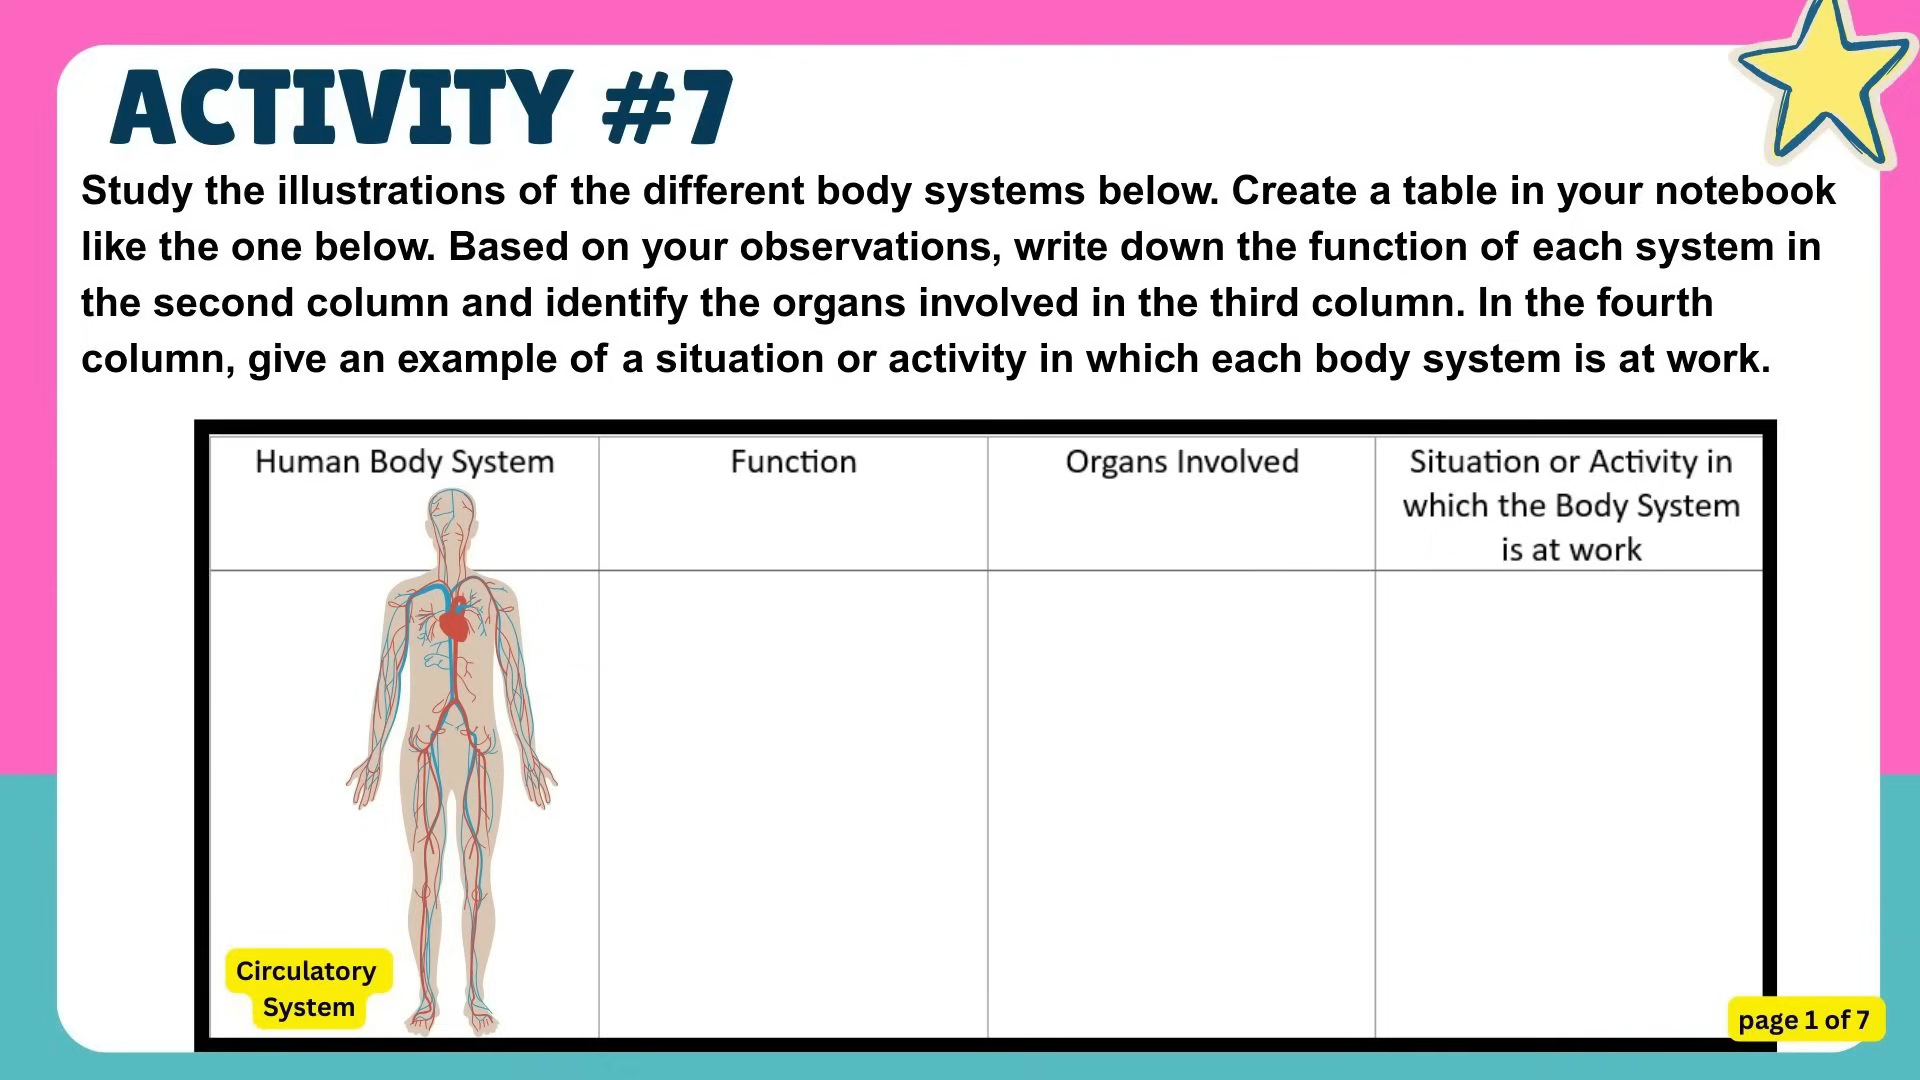 ACTIVITY #7
Study the illustrations of the different body systems below. Create a table in your notebook
like the one below. Based on your observations, write down the function of each system in
the second column and identify the organs involved in the third column. In the fourth
column, give an example of a situation or activity in which each body system is at work.
Human Body System
Function
Organs Involved
Situation or Activity in
which the Body System
is at work
Circulatory
System
page 1 of 7